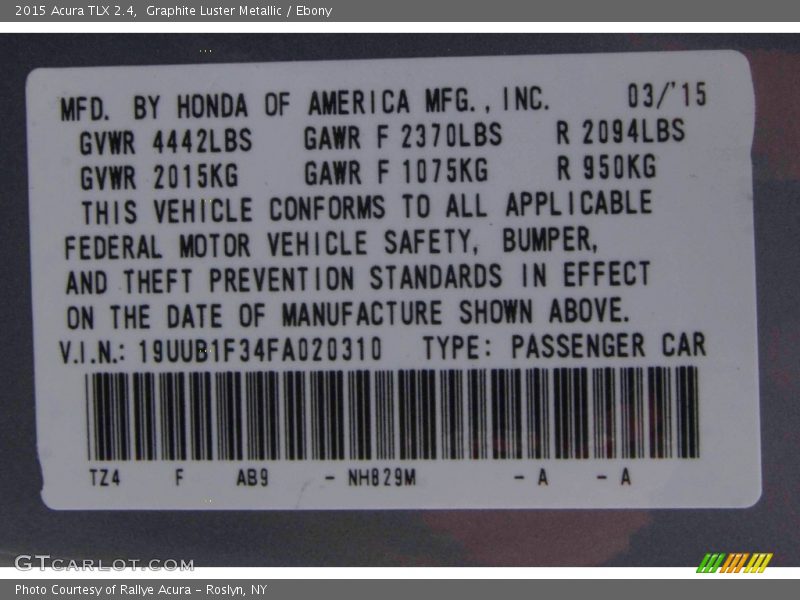 2015 Acura TLX 2.4, Graphite Luster Metallic / Ebony
MFD. BY HONDA OF AMERICA MFG., INC. 03/'15
GVWR 4442LBS GAWR F 2370LBS R 2094LBS
GVWR 2015KG GAWR F 1075KG R 950KG
THIS VEHICLE CONFORMS TO ALL APPLICABLE
FEDERAL MOTOR VEHICLE SAFETY, BUMPER,
AND THEFT PREVENTION STANDARDS IN EFFECT
ON THE DATE OF MANUFACTURE SHOWN ABOVE.
V.I.N.: 19UUB1F34FA020310 TYPE: PASSENGER CAR
TZ4 F AB9 - NH829M - A - A
GTCARLOT.COM
Photo Courtesy of Rallye Acura - Roslyn, NY